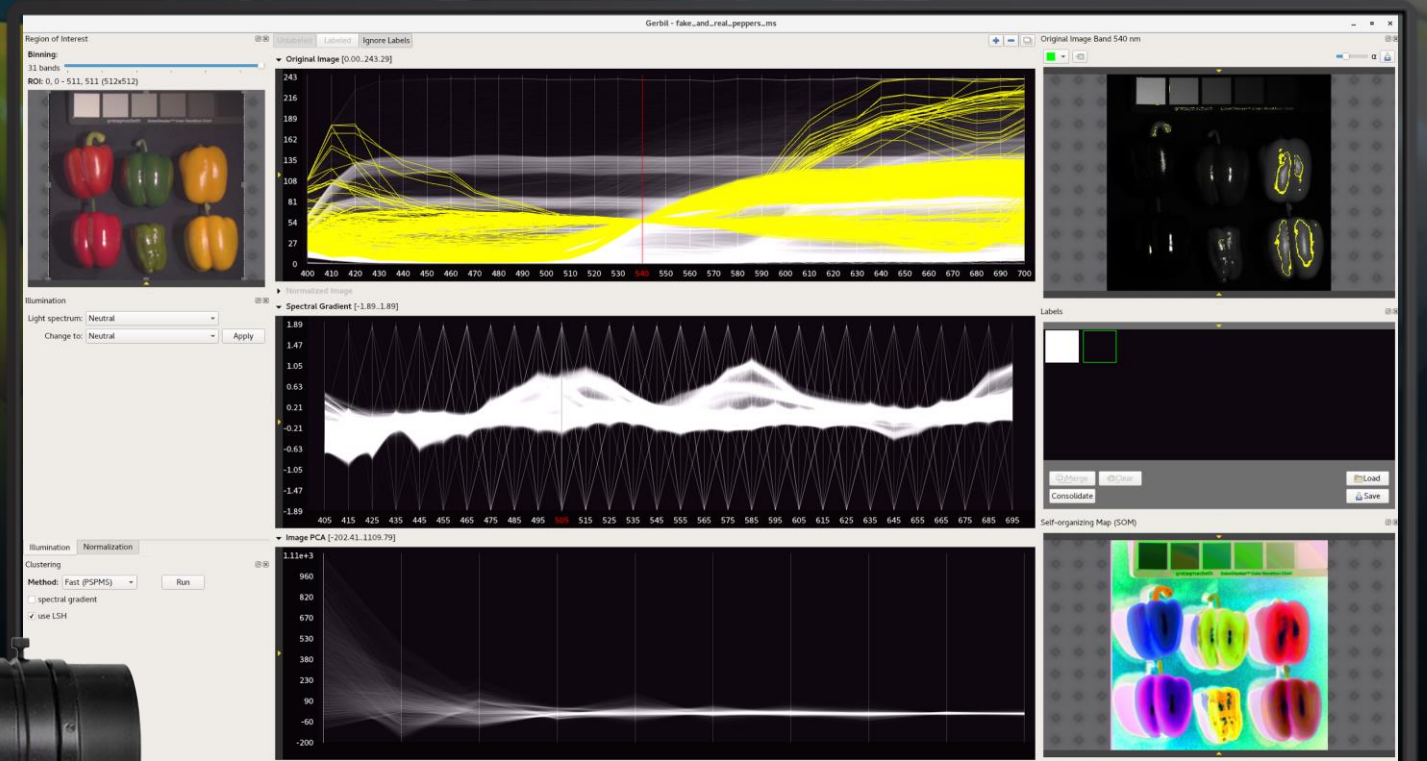 Gerbil - fake_and_real_peppers_ms
Region of Interest
Binning:
31 bands
ROI: 0, 0 - 511, 511 (512x512)
Illumination
Light spectrum: Neutral
Change to: Neutral Apply
Illumination Normalization
Clustering
Method: Fast (PSPMS) Run
spectral gradient
use LSH
Unlabeled Labeled Ignore Labels
Original Image [0.00..243.29]
243
216
189
162
135
108
81
54
27
0
400 410 420 430 440 450 460 470 480 490 500 510 520 530 540 550 560 570 580 590 600 610 620 630 640 650 660 670 680 690 700
Normalized Image
Spectral Gradient [-1.89..1.89]
1.89
1.47
1.05
0.63
0.21
-0.21
-0.63
-1.05
-1.47
-1.89
405 415 425 435 445 455 465 475 485 495 505 515 525 535 545 555 565 575 585 595 605 615 625 635 645 655 665 675 685 695
Image PCA [-202.41..1109.79]
1.11e+3
960
820
670
530
380
230
90
-60
-200
Original Image Band 540 nm
α
Labels
Merge Clear Load
Consolidate Save
Self-organizing Map (SOM)